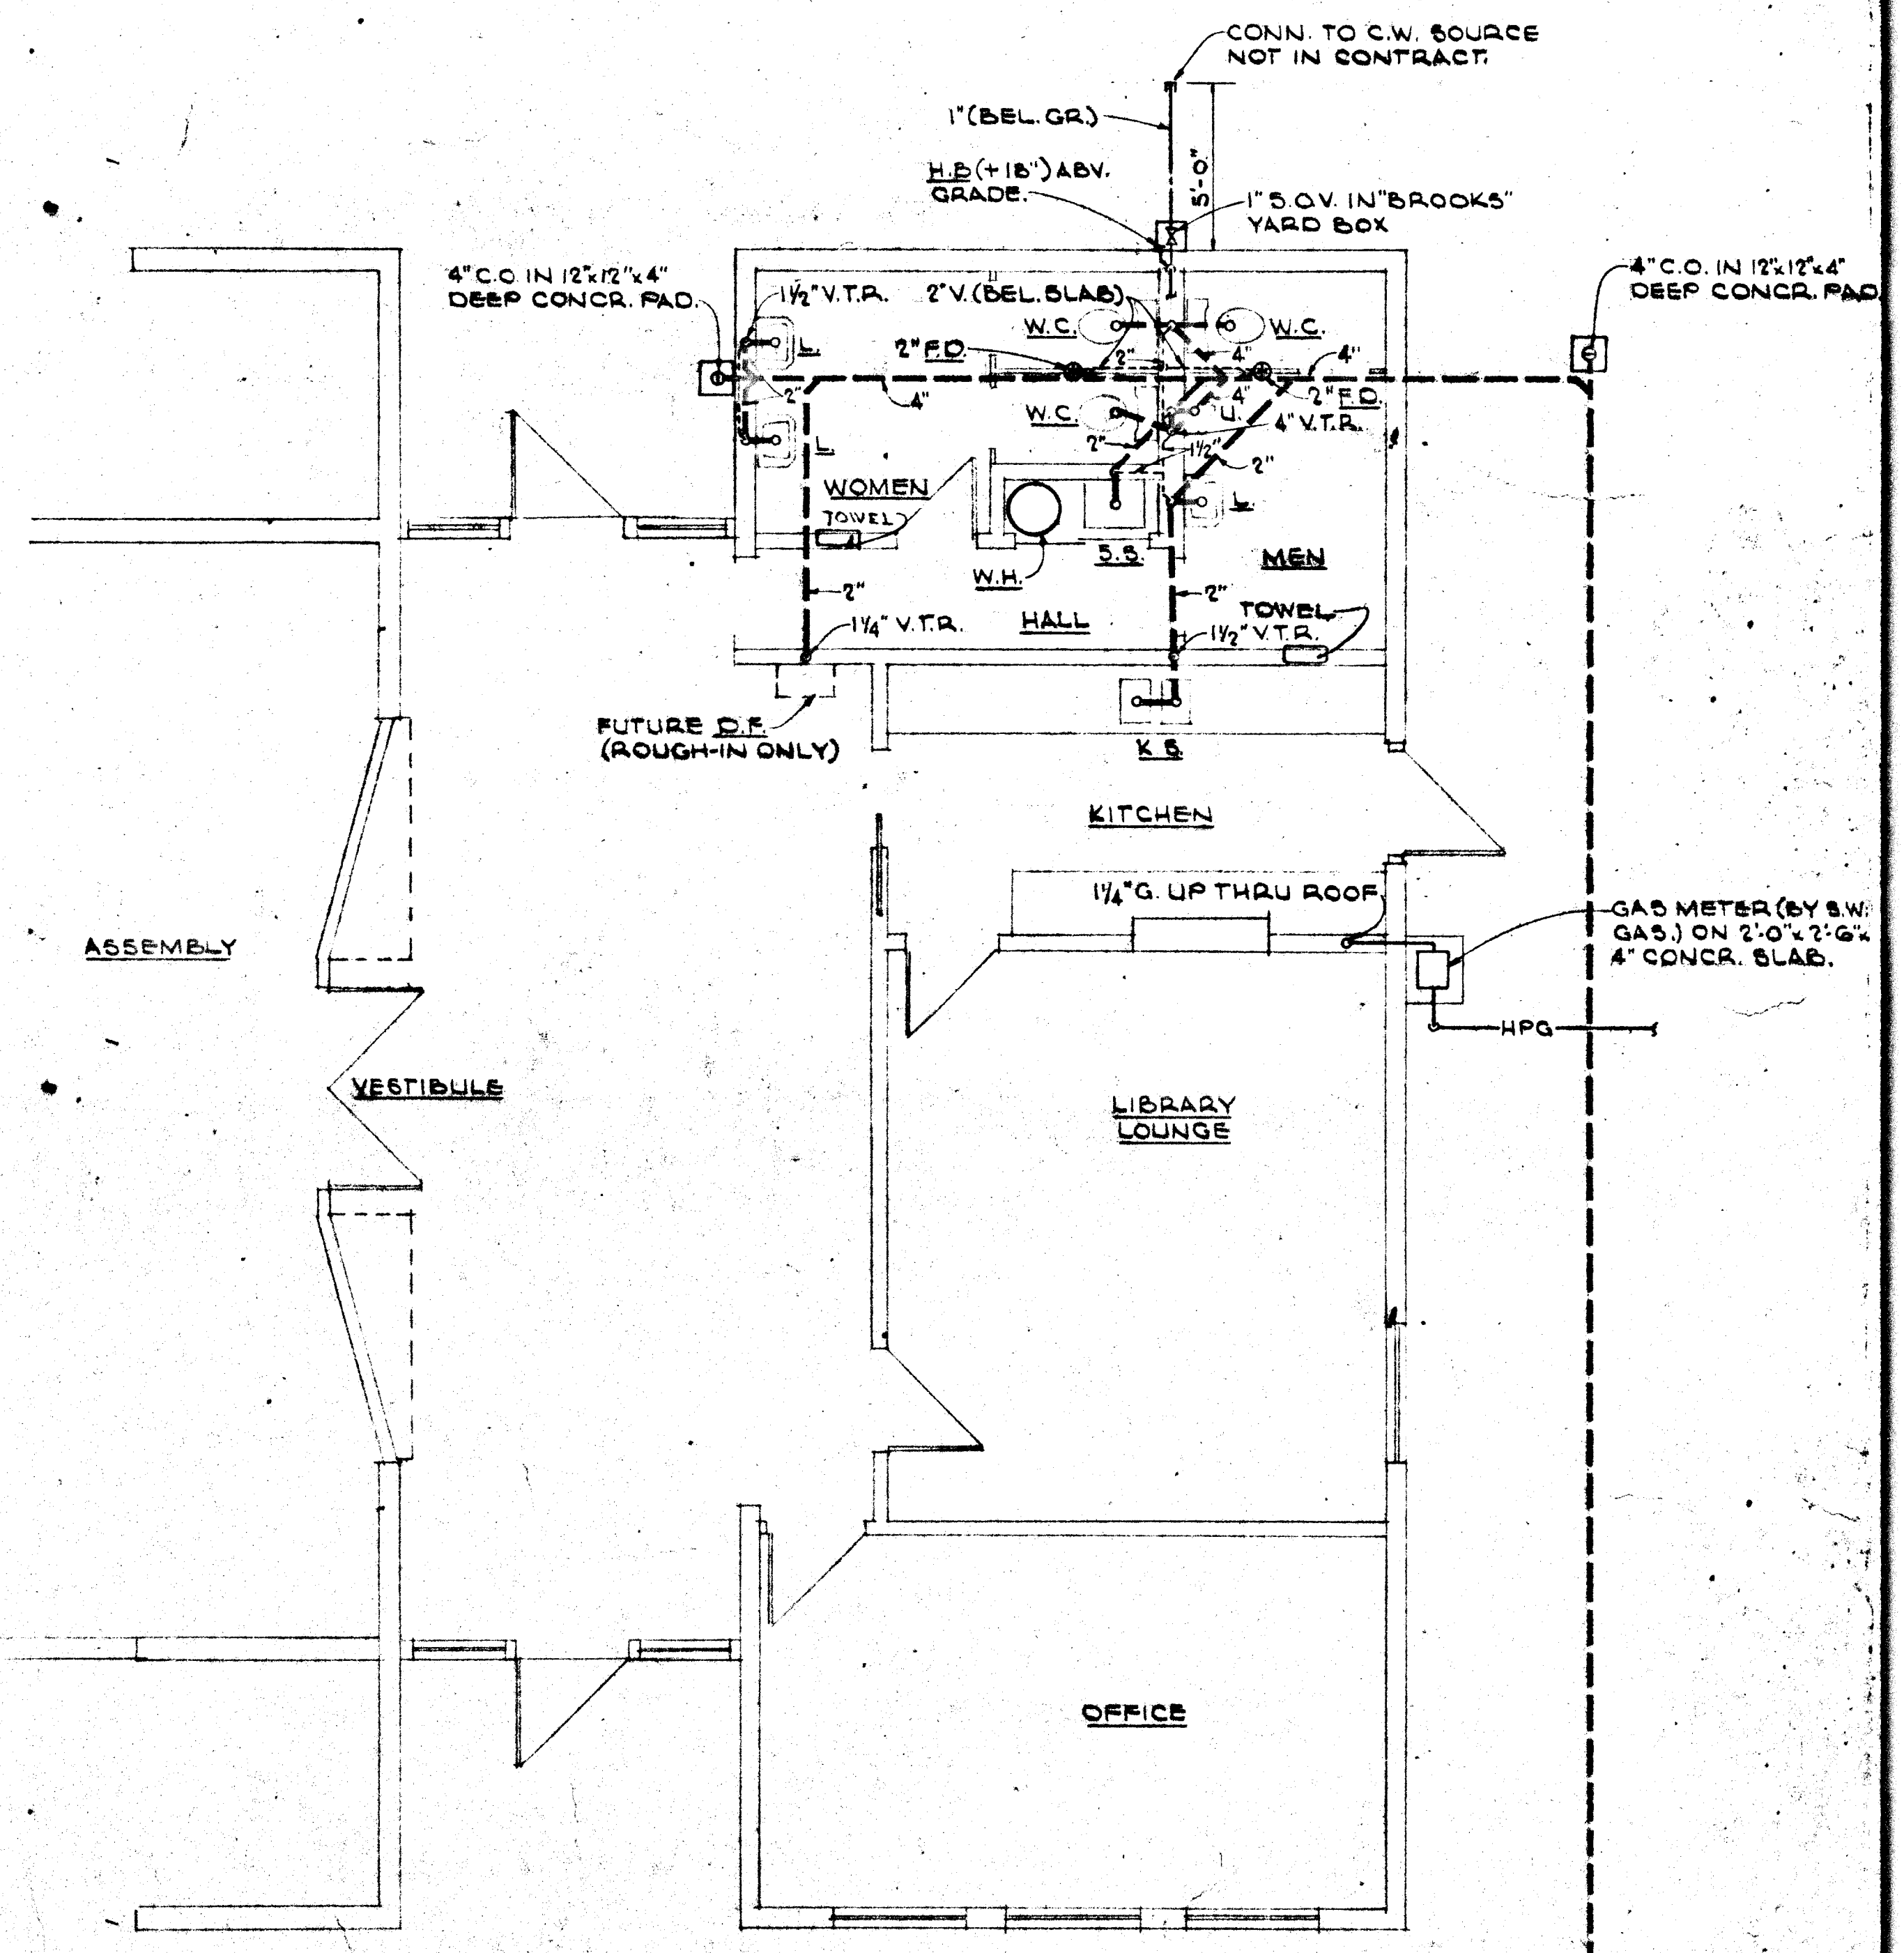 CONN. TO C.W. SOURCE
NOT IN CONTRACT.
1" (BEL. GR.)
H.B (+18") ABV.
GRADE.
5'-0"
1" S.O.V. IN "BROOKS"
YARD BOX
4" C.O. IN 12"x12"x4"
DEEP CONCR. PAD.
1½" V.T.R.
2" V. (BEL. SLAB)
W.C.
W.C.
4" C.O. IN 12"x12"x4"
DEEP CONCR. PAD.
L.
2" F.D.
2"
4"
4"
2"
4"
4"
2" F.D.
W.C.
U.
4" V.T.R.
L.
2"
1½"
2"
WOMEN
TOWEL
L.
S.S.
MEN
W.H.
2"
2"
TOWEL
1¼" V.T.R.
HALL
1½" V.T.R.
FUTURE D.F.
(ROUGH-IN ONLY)
K.S.
KITCHEN
1¼" G. UP THRU ROOF
GAS METER (BY S.W.
GAS.) ON 2'-0"x 2'-6"x
4" CONCR. SLAB.
ASSEMBLY
HPG
VESTIBULE
LIBRARY
LOUNGE
OFFICE